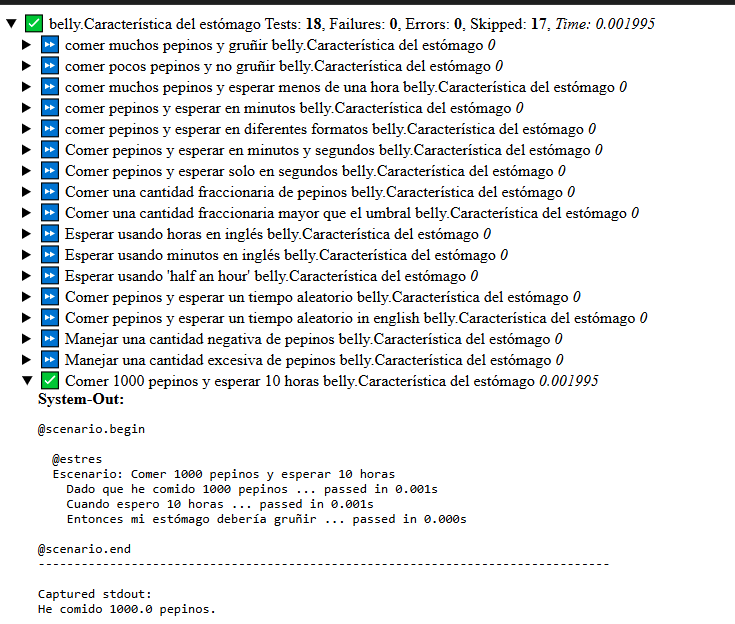 belly.Característica del estómago Tests: 18, Failures: 0, Errors: 0, Skipped: 17, Time: 0.001995
comer muchos pepinos y gruñir belly.Característica del estómago 0
comer pocos pepinos y no gruñir belly.Característica del estómago 0
comer muchos pepinos y esperar menos de una hora belly.Característica del estómago 0
comer pepinos y esperar en minutos belly.Característica del estómago 0
comer pepinos y esperar en diferentes formatos belly.Característica del estómago 0
Comer pepinos y esperar en minutos y segundos belly.Característica del estómago 0
Comer pepinos y esperar solo en segundos belly.Característica del estómago 0
Comer una cantidad fraccionaria de pepinos belly.Característica del estómago 0
Comer una cantidad fraccionaria mayor que el umbral belly.Característica del estómago 0
Esperar usando horas en inglés belly.Característica del estómago 0
Esperar usando minutos en inglés belly.Característica del estómago 0
Esperar usando 'half an hour' belly.Característica del estómago 0
Comer pepinos y esperar un tiempo aleatorio belly.Característica del estómago 0
Comer pepinos y esperar un tiempo aleatorio in english belly.Característica del estómago 0
Manejar una cantidad negativa de pepinos belly.Característica del estómago 0
Manejar una cantidad excesiva de pepinos belly.Característica del estómago 0
Comer 1000 pepinos y esperar 10 horas belly.Característica del estómago 0.001995
System-Out:
@scenario.begin
@estres
Escenario: Comer 1000 pepinos y esperar 10 horas
Dado que he comido 1000 pepinos ... passed in 0.001s
Cuando espero 10 horas ... passed in 0.001s
Entonces mi estómago debería gruñir ... passed in 0.000s
@scenario.end
--------------------------------------------------------------------------------
Captured stdout:
He comido 1000.0 pepinos.